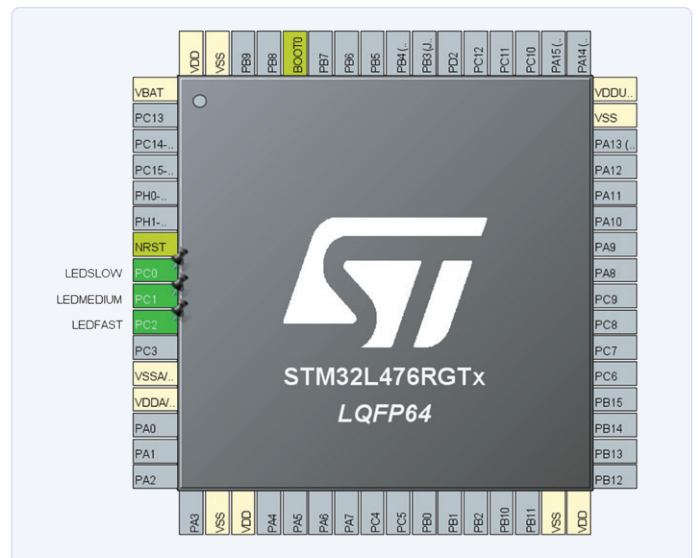 VDD
VSS
PB9
PB8
BOOT0
PB7
PB6
PB5
PB4 (..
PB3 (J..
PD2
PC12
PC11
PC10
PA15 (..
PA14 (..
VBAT
PC13
PC14-..
PC15-..
PH0-..
PH1-..
NRST
LEDSLOW PC0
LEDMEDIUM PC1
LEDFAST PC2
PC3
VSSA/..
VDDA/..
PA0
PA1
PA2
ST
STM32L476RGTx
LQFP64
VDDU..
VSS
PA13 (..
PA12
PA11
PA10
PA9
PA8
PC9
PC8
PC7
PC6
PB15
PB14
PB13
PB12
PA3
VSS
VDD
PA4
PA5
PA6
PA7
PC4
PC5
PB0
PB1
PB2
PB10
PB11
VSS
VDD